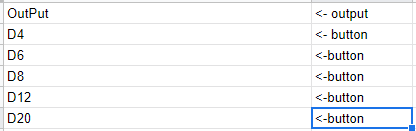 OutPut <- output
D4 <- button
D6 <-button
D8 <-button
D12 <-button
D20 <-button